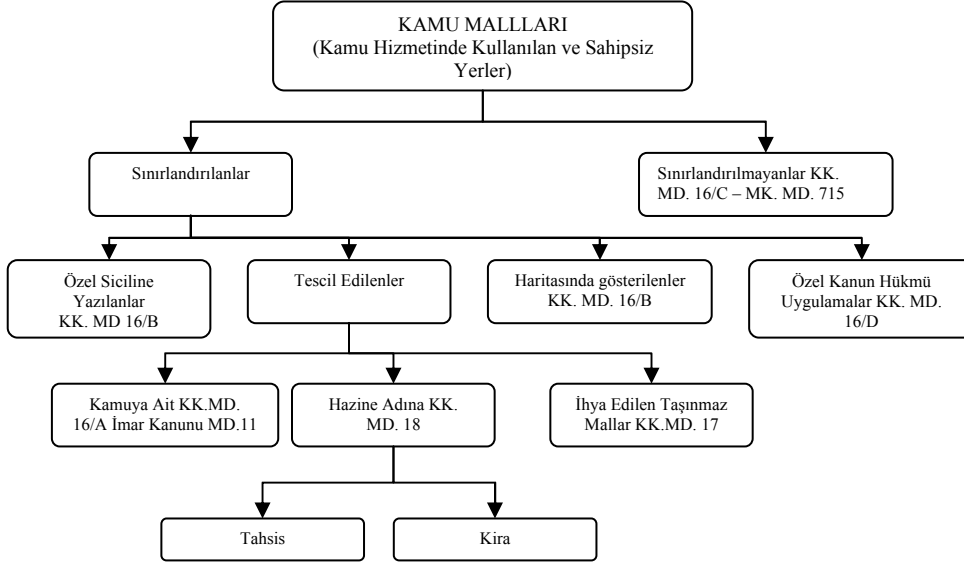 KAMU MALLLARI
(Kamu Hizmetinde Kullanılan ve Sahipsiz
Yerler)
Sınırlandırılanlar
Sınırlandırılmayanlar KK.
MD. 16/C – MK. MD. 715
Özel Siciline
Yazılanlar
KK. MD 16/B
Tescil Edilenler
Haritasında gösterilenler
KK. MD. 16/B
Özel Kanun Hükmü
Uygulamalar KK. MD.
16/D
Kamuya Ait KK.MD.
16/A İmar Kanunu MD.11
Hazine Adına KK.
MD. 18
İhya Edilen Taşınmaz
Mallar KK.MD. 17
Tahsis
Kira